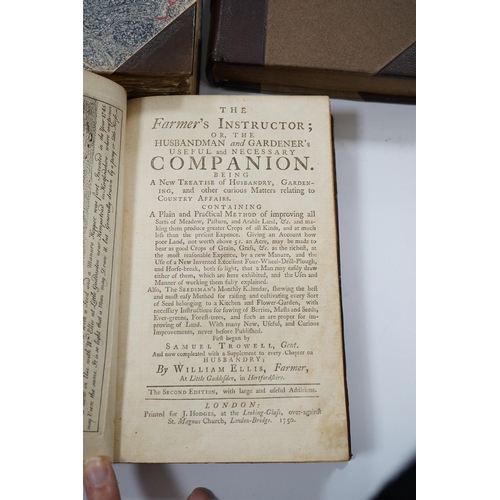 THE
Farmer's INSTRUCTOR;
OR, THE
HUSBANDMAN and GARDENER's
USEFUL and NECESSARY
COMPANION.
BEING
A NEW TREATISE of HUSBANDRY, GARDEN-
ING, and other curious Matters relating to
COUNTRY AFFAIRS.
CONTAINING
A Plain and Practical METHOD of improving all
Sorts of Meadow, Pasture, and Arable Land, &c. and ma-
king them produce greater Crops of all Kinds, and at much
less than the present Expence. Giving an Account how
poor Land, not worth above 5s. an Acre, may be made to
bear as good Crops of Grain, Grass, &c. as the richest, at
the most reasonable Expence, by a new Manure, and the
Use of a New Invented Excellent Four-Wheel-Drill-Plough,
and Horse-break, both so light, that a Man may easily draw
either of them, which are here exhibited, and the Uses and
Manner of working them fully explained.
Also, The SEEDSMAN's Monthly Kalendar, shewing the best
and most easy Method for raising and cultivating every Sort
of Seed belonging to a Kitchen and Flower-Garden, with
necessary Instructions for sowing of Berries, Masts and Seeds,
Ever-greens, Forest-trees, and such as are proper for im-
proving of Land. With many New, Useful, and Curious
Improvements, never before Published.
First begun by
SAMUEL TROWELL, Gent.
And now compleated with a Supplement to every Chapter on
HUSBANDRY;
By WILLIAM ELLIS, Farmer,
At Little Gaddesden, in Hertfordshire.
The SECOND EDITION, with large and useful Additions.
LONDON:
Printed for J. HODGES, at the Looking-Glass, over-against
St. Magnus Church, London-Bridge. 1750.